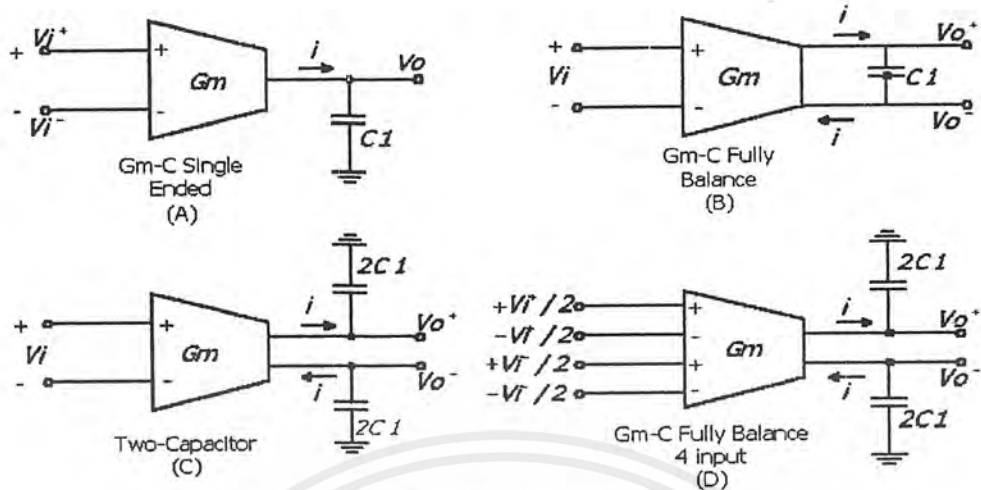 + Vi⁺
+
Gm
i
Vo
- Vi⁻
-
C1
Gm-C Single
Ended
(A)
+
Vi
-
+
Gm
-
i
Vo⁺
C1
i
Vo⁻
Gm-C Fully
Balance
(B)
2C1
+
Vi
-
+
Gm
-
i
Vo⁺
i
Vo⁻
2C1
Two-Capacitor
(C)
2C1
+Vi⁺/2
-Vi⁺/2
+Vi⁻/2
-Vi⁻/2
+
-
+
-
Gm
i
Vo⁺
i
Vo⁻
2C1
Gm-C Fully Balance
4 input
(D)